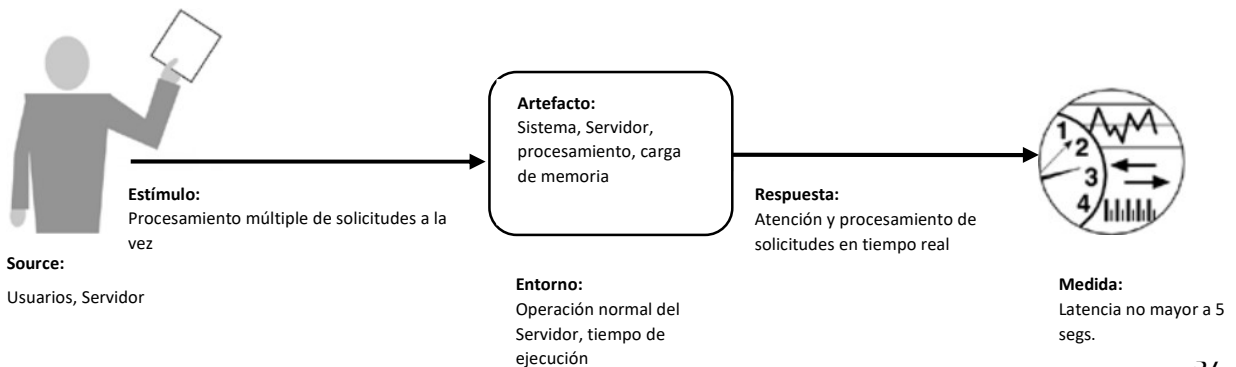 Artefacto:
Sistema, Servidor,
procesamiento, carga
de memoria
Estímulo:
Procesamiento múltiple de solicitudes a la
vez
Respuesta:
Atención y procesamiento de
solicitudes en tiempo real
1
2
3
4
Source:
Usuarios, Servidor
Entorno:
Operación normal del
Servidor, tiempo de
ejecución
Medida:
Latencia no mayor a 5
segs.